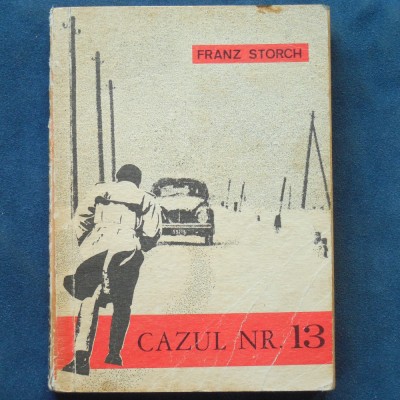 FRANZ STORCH
CAZUL NR. 13